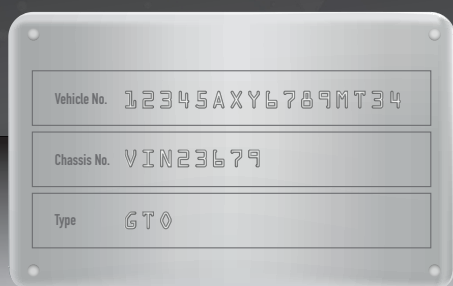 Vehicle No. 12345AXY6789MT34
Chassis No. VIN23679
Type GTO